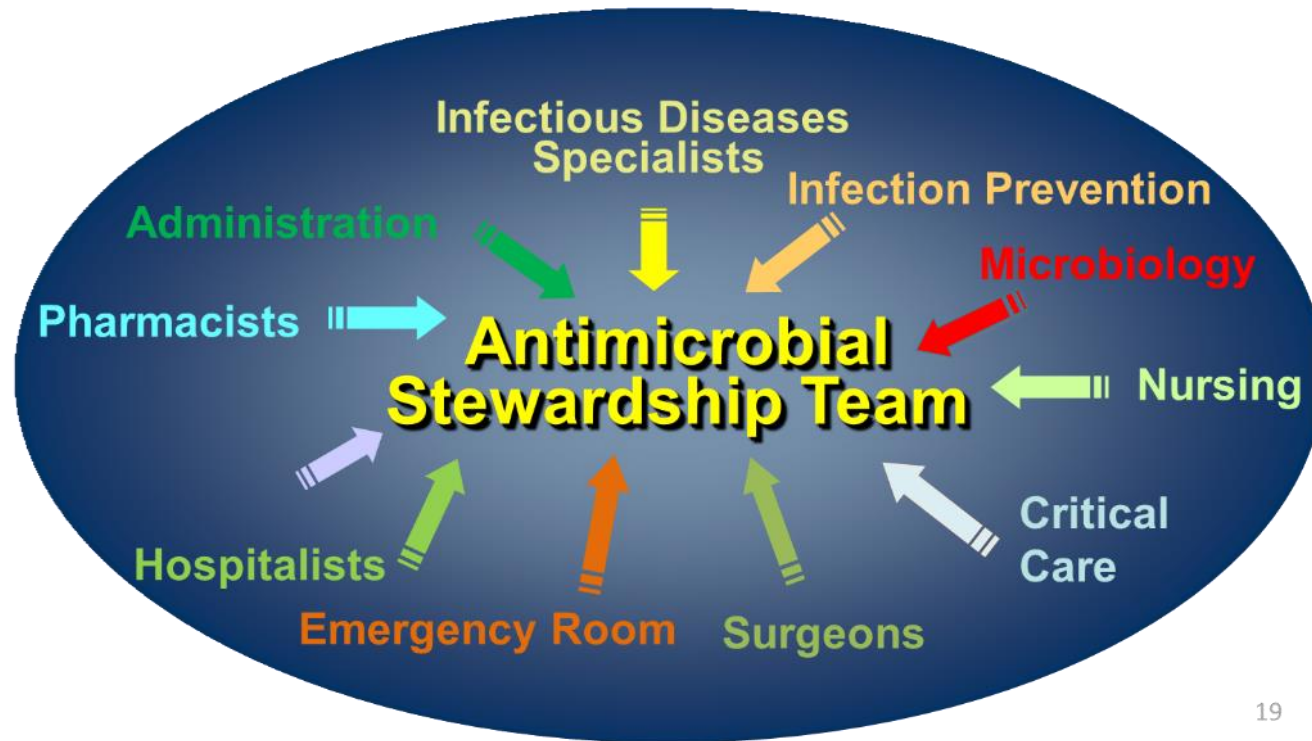 Infectious Diseases
Specialists
Infection Prevention
Administration
Microbiology
Pharmacists
Antimicrobial
Stewardship Team
Nursing
Critical
Care
Hospitalists
Emergency Room
Surgeons
19